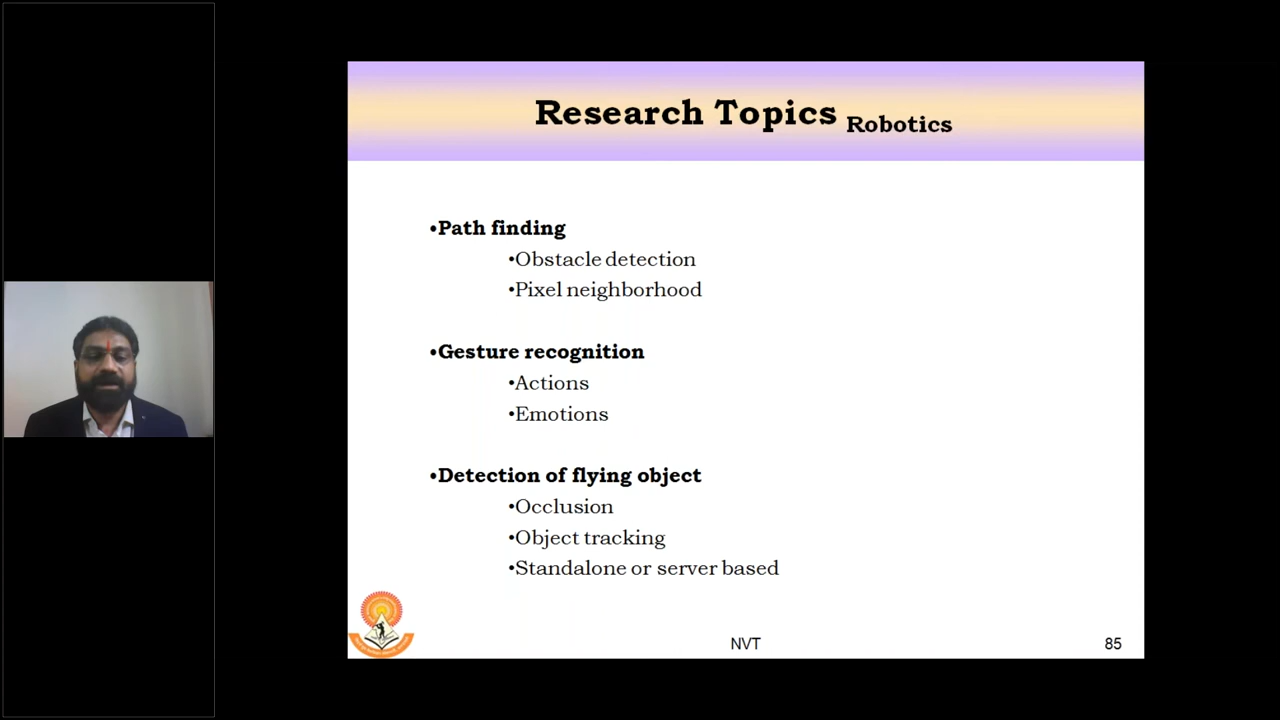 Research Topics Robotics
•Path finding
•Obstacle detection
•Pixel neighborhood
•Gesture recognition
•Actions
•Emotions
•Detection of flying object
•Occlusion
•Object tracking
•Standalone or server based
NVT
85